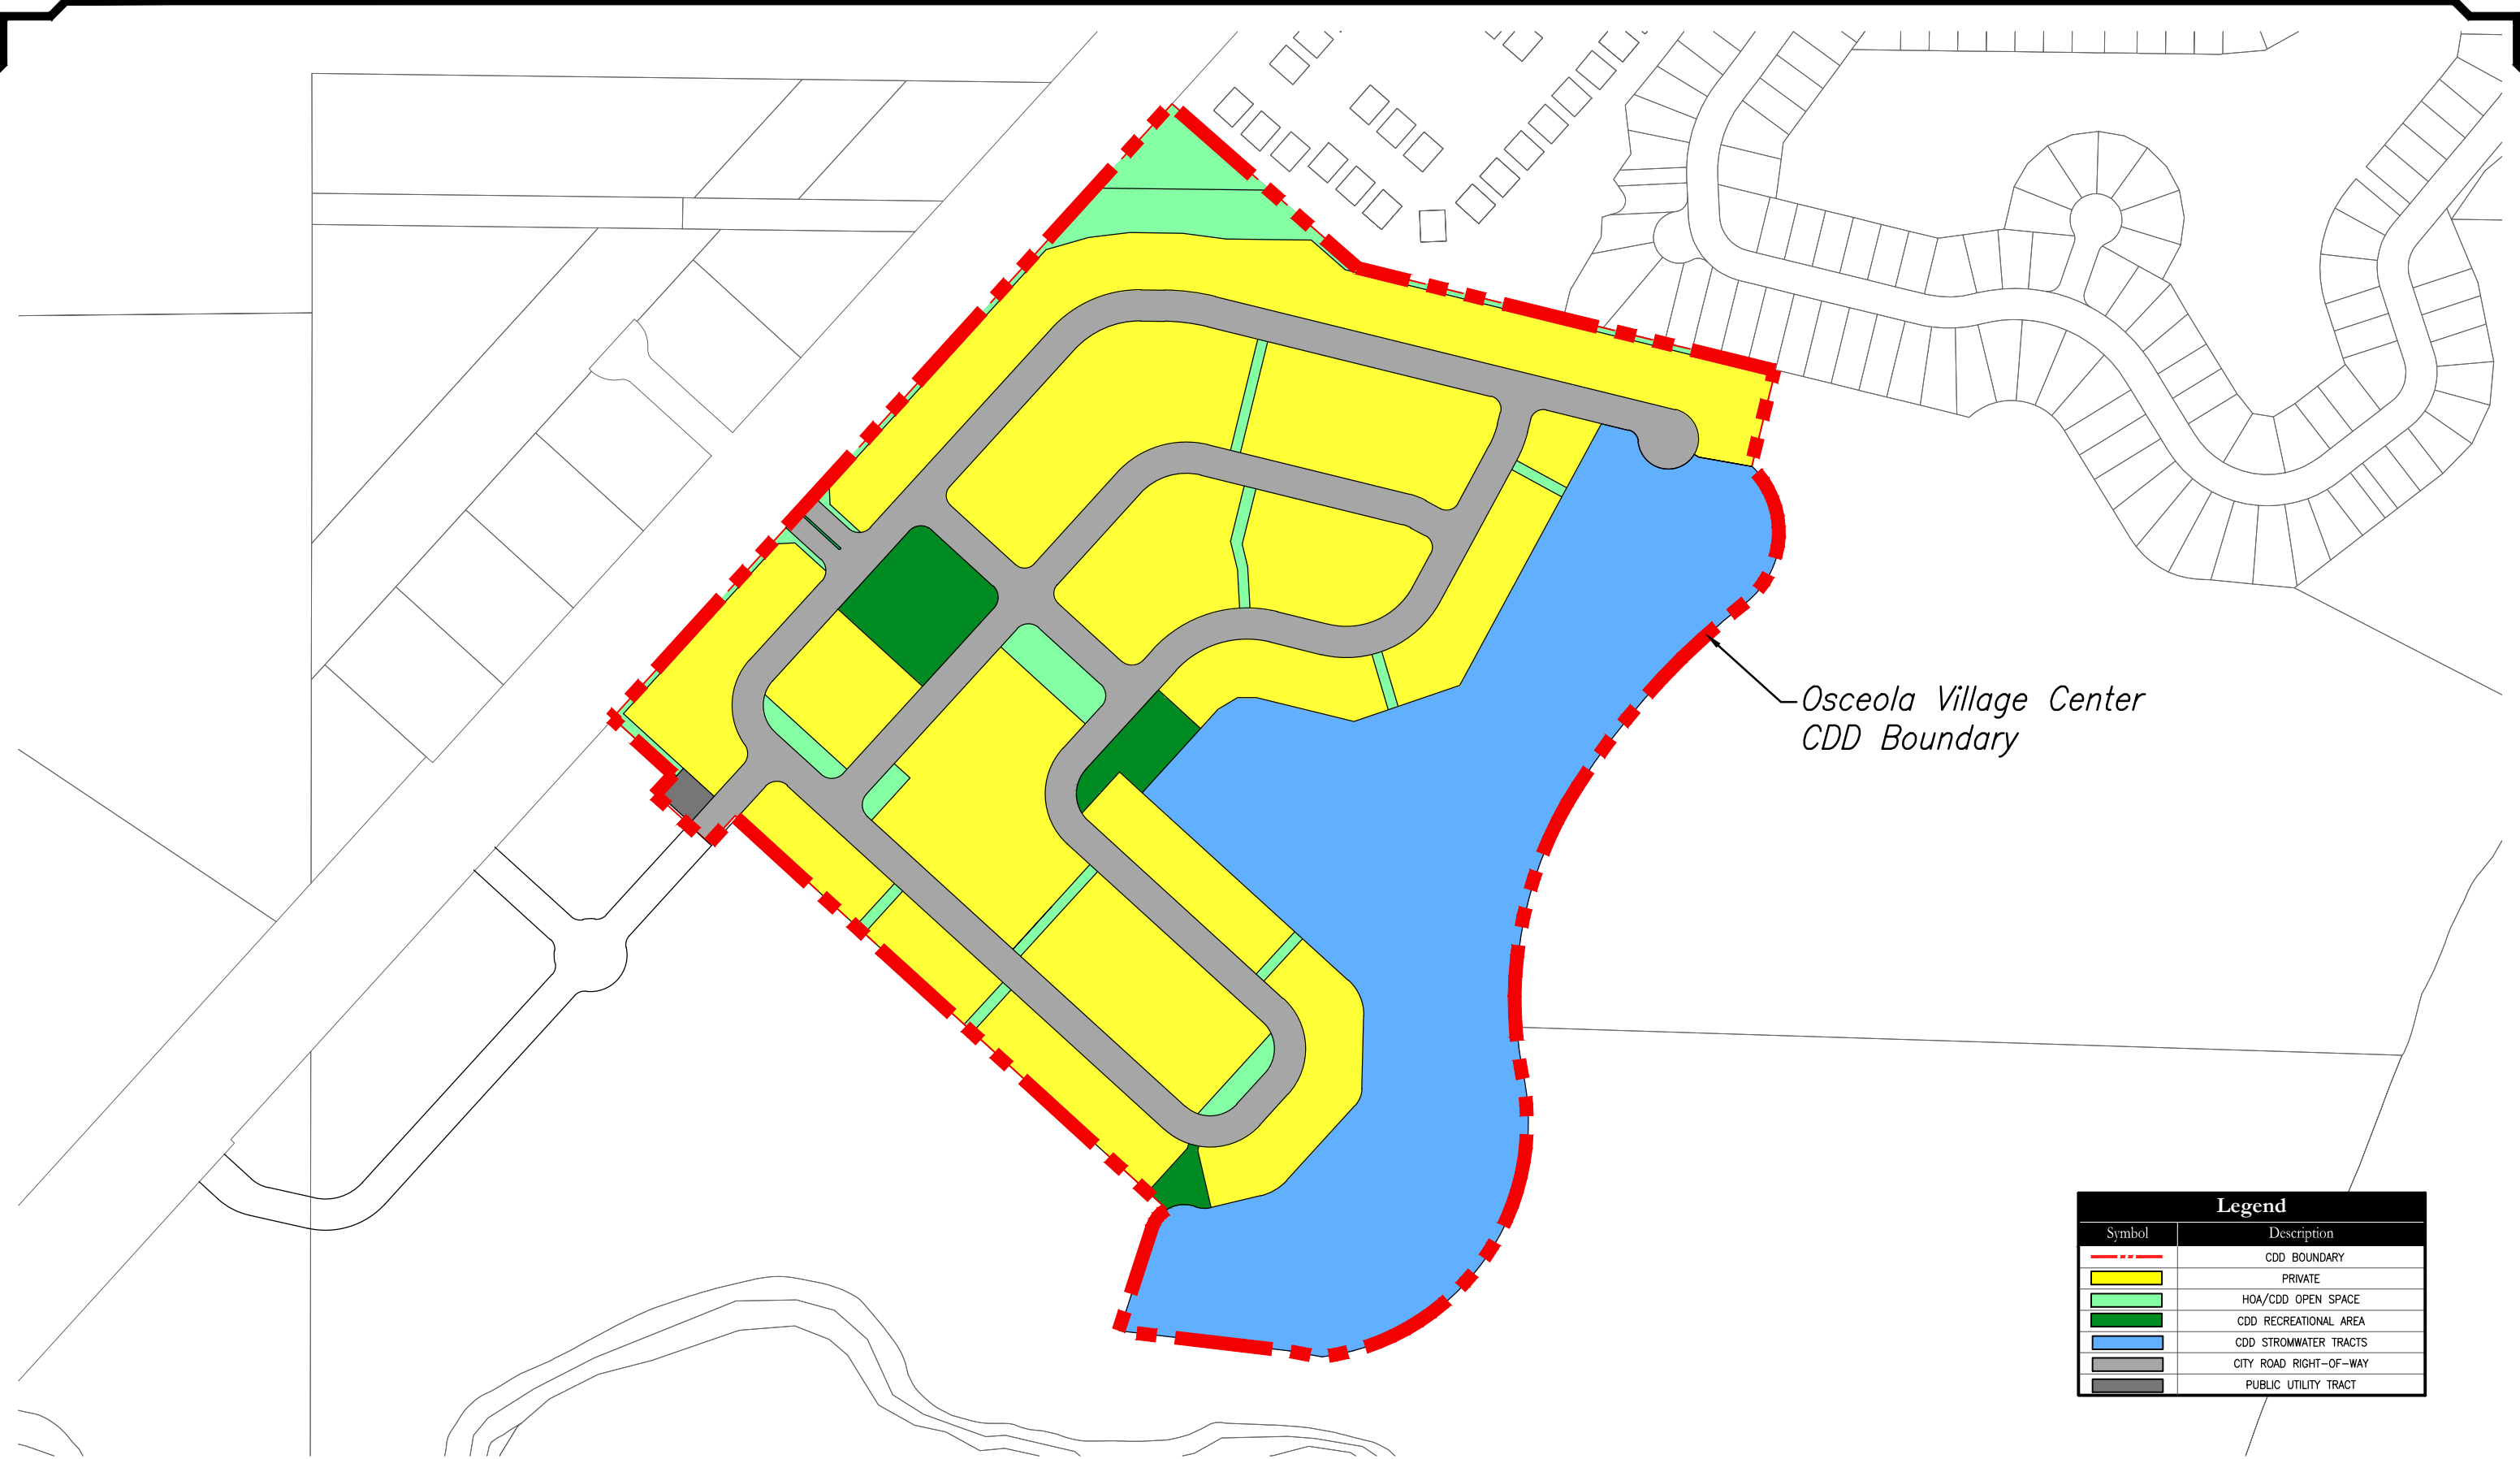 Osceola Village Center
CDD Boundary
Legend
Symbol Description
CDD BOUNDARY
PRIVATE
HOA/CDD OPEN SPACE
CDD RECREATIONAL AREA
CDD STROMWATER TRACTS
CITY ROAD RIGHT-OF-WAY
PUBLIC UTILITY TRACT